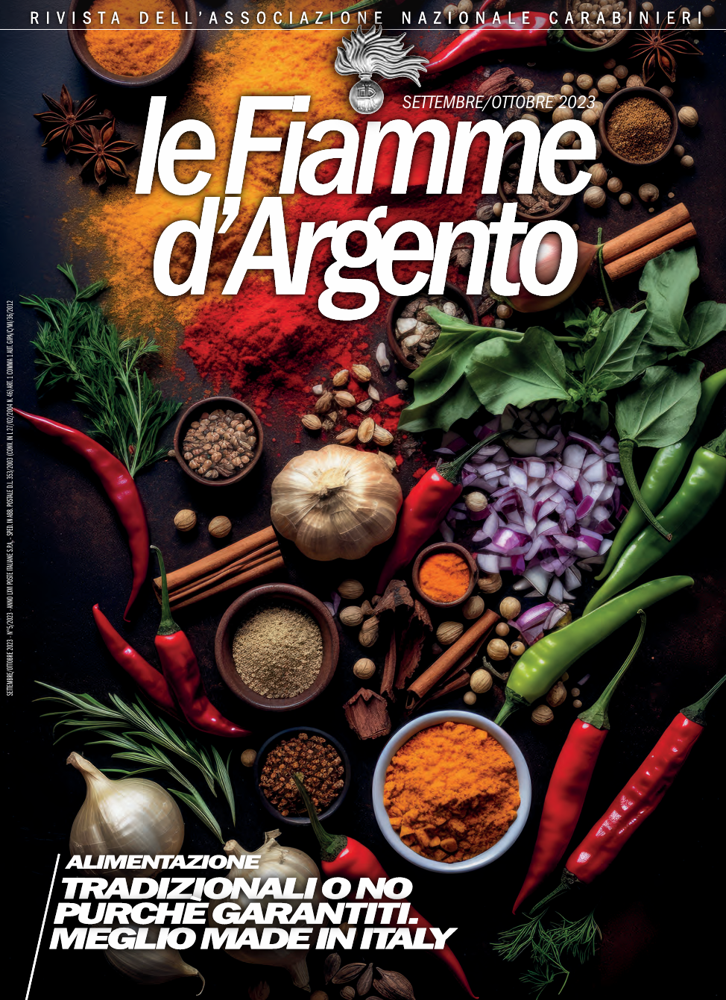 RIVISTA DELL'ASSOCIAZIONE NAZIONALE CARABINIERI
SETTEMBRE/OTTOBRE 2023
le Fiamme
d'Argento
SETTEMBRE/OTTOBRE 2023 - N°5/2023 - ANNO LXVI POSTE ITALIANE S.P.A. - SPED. IN ABB. POSTALE D.L. 353/2003 (CONV. IN L 27/02/2004 N. 46) ART. 1 COMMA 1 AUT. GIPA/C/MI/36/2012
ALIMENTAZIONE
TRADIZIONALI O NO
PURCHÈ GARANTITI.
MEGLIO MADE IN ITALY